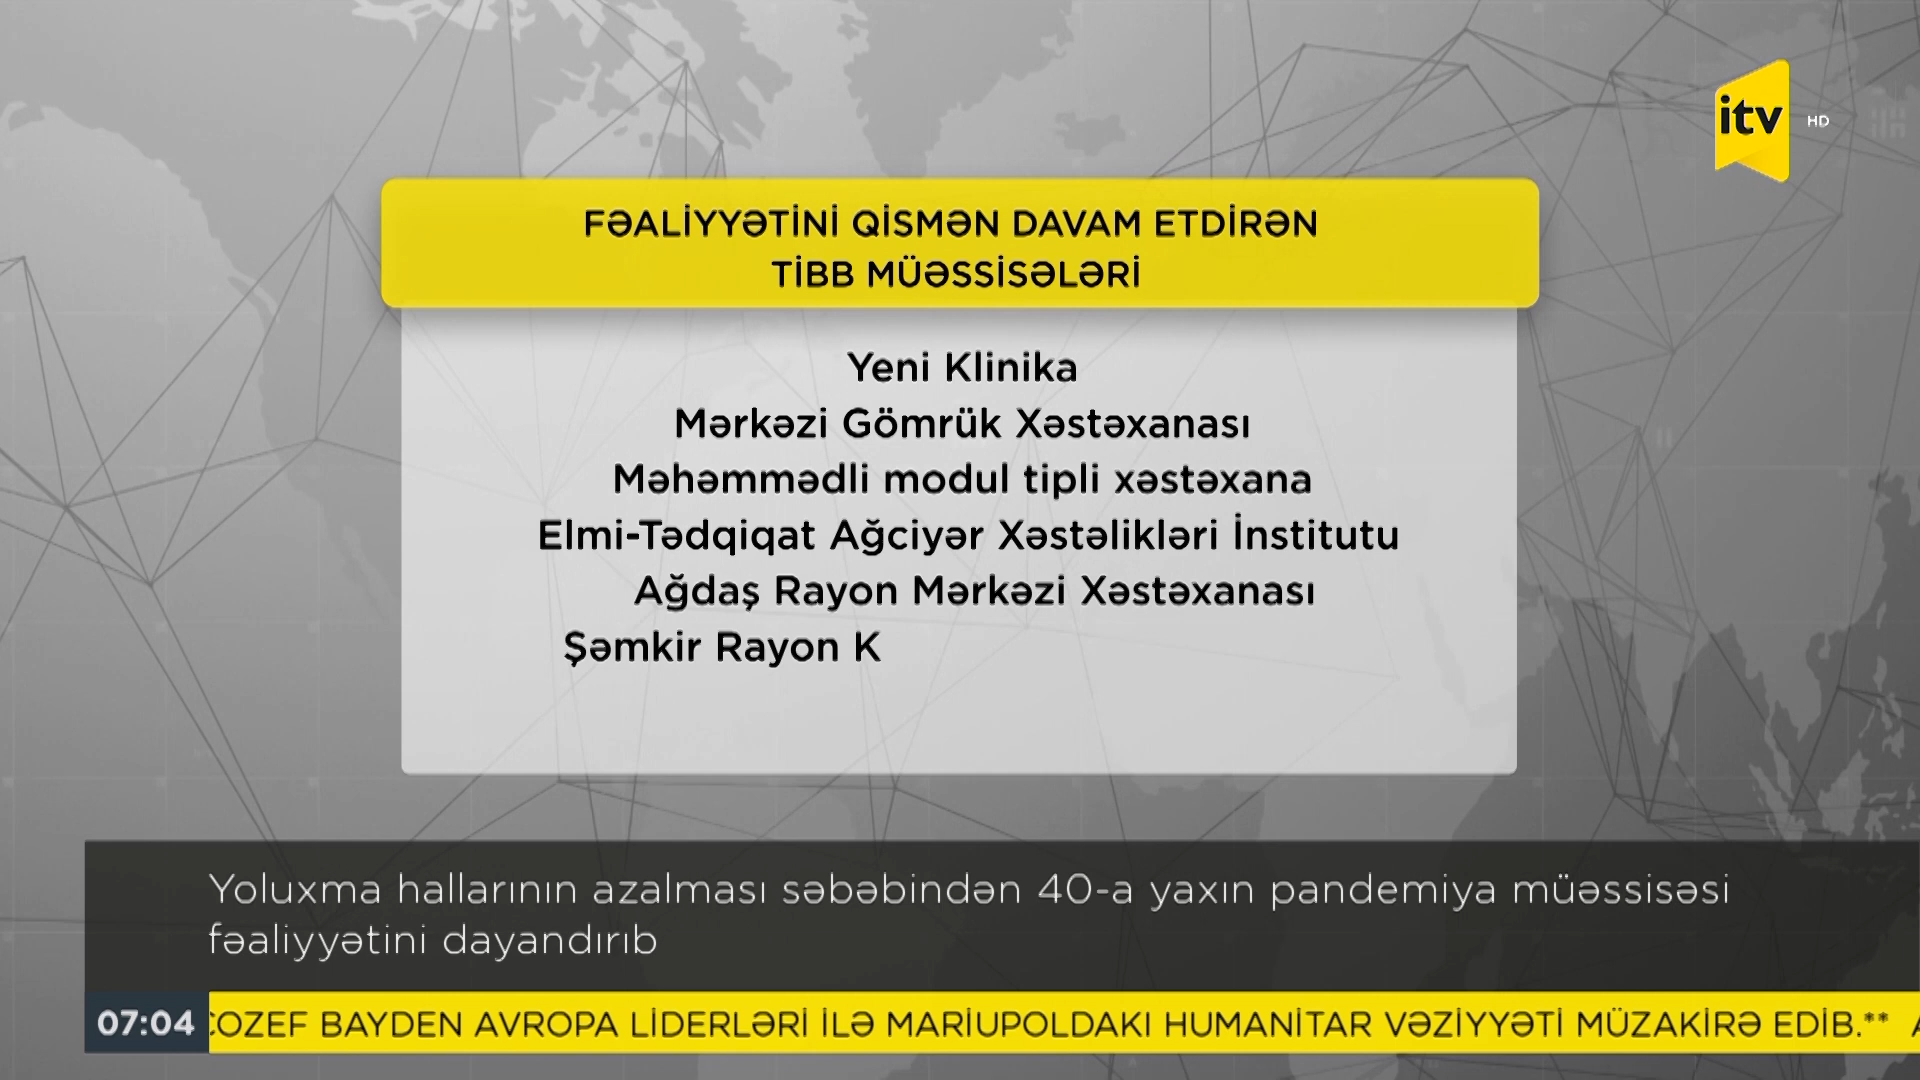 itv HD
FƏALİYYƏTİNİ QİSMƏN DAVAM ETDİRƏN
TİBB MÜƏSSİSƏLƏRİ
Yeni Klinika
Mərkəzi Gömrük Xəstəxanası
Məhəmmədli modul tipli xəstəxana
Elmi-Tədqiqat Ağciyər Xəstəlikləri İnstitutu
Ağdaş Rayon Mərkəzi Xəstəxanası
Şəmkir Rayon K
Yoluxma hallarının azalması səbəbindən 40-a yaxın pandemiya müəssisəsi
fəaliyyətini dayandırıb
07:04 COZEF BAYDEN AVROPA LİDERLƏRİ İLƏ MARİUPOLDAKI HUMANİTAR VƏZİYYƏTİ MÜZAKİRƏ EDİB.**